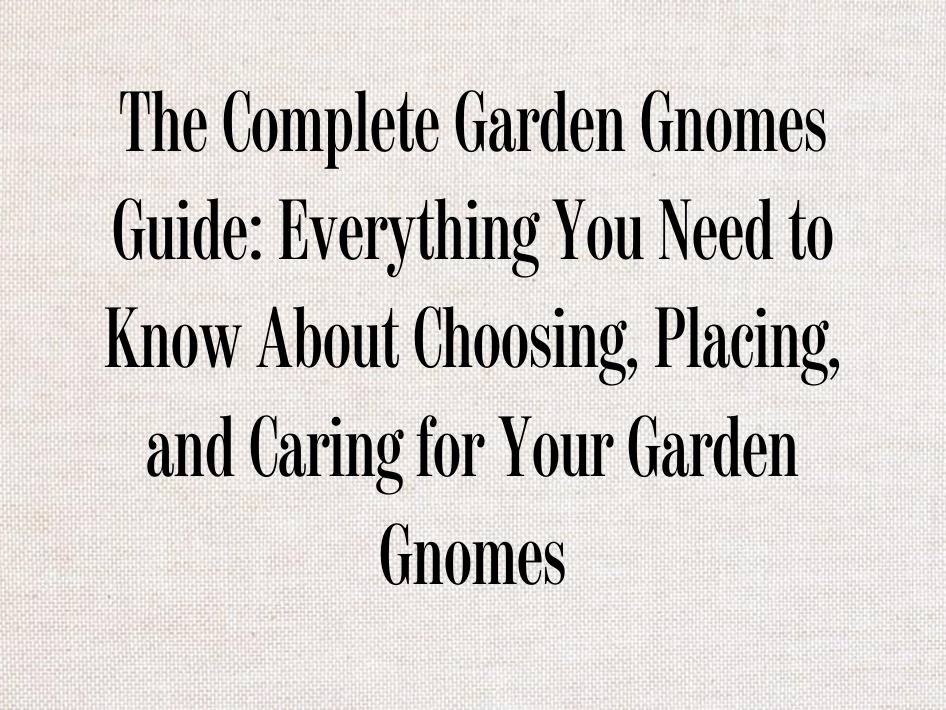 The Complete Garden Gnomes
Guide: Everything You Need to
Know About Choosing, Placing,
and Caring for Your Garden
Gnomes